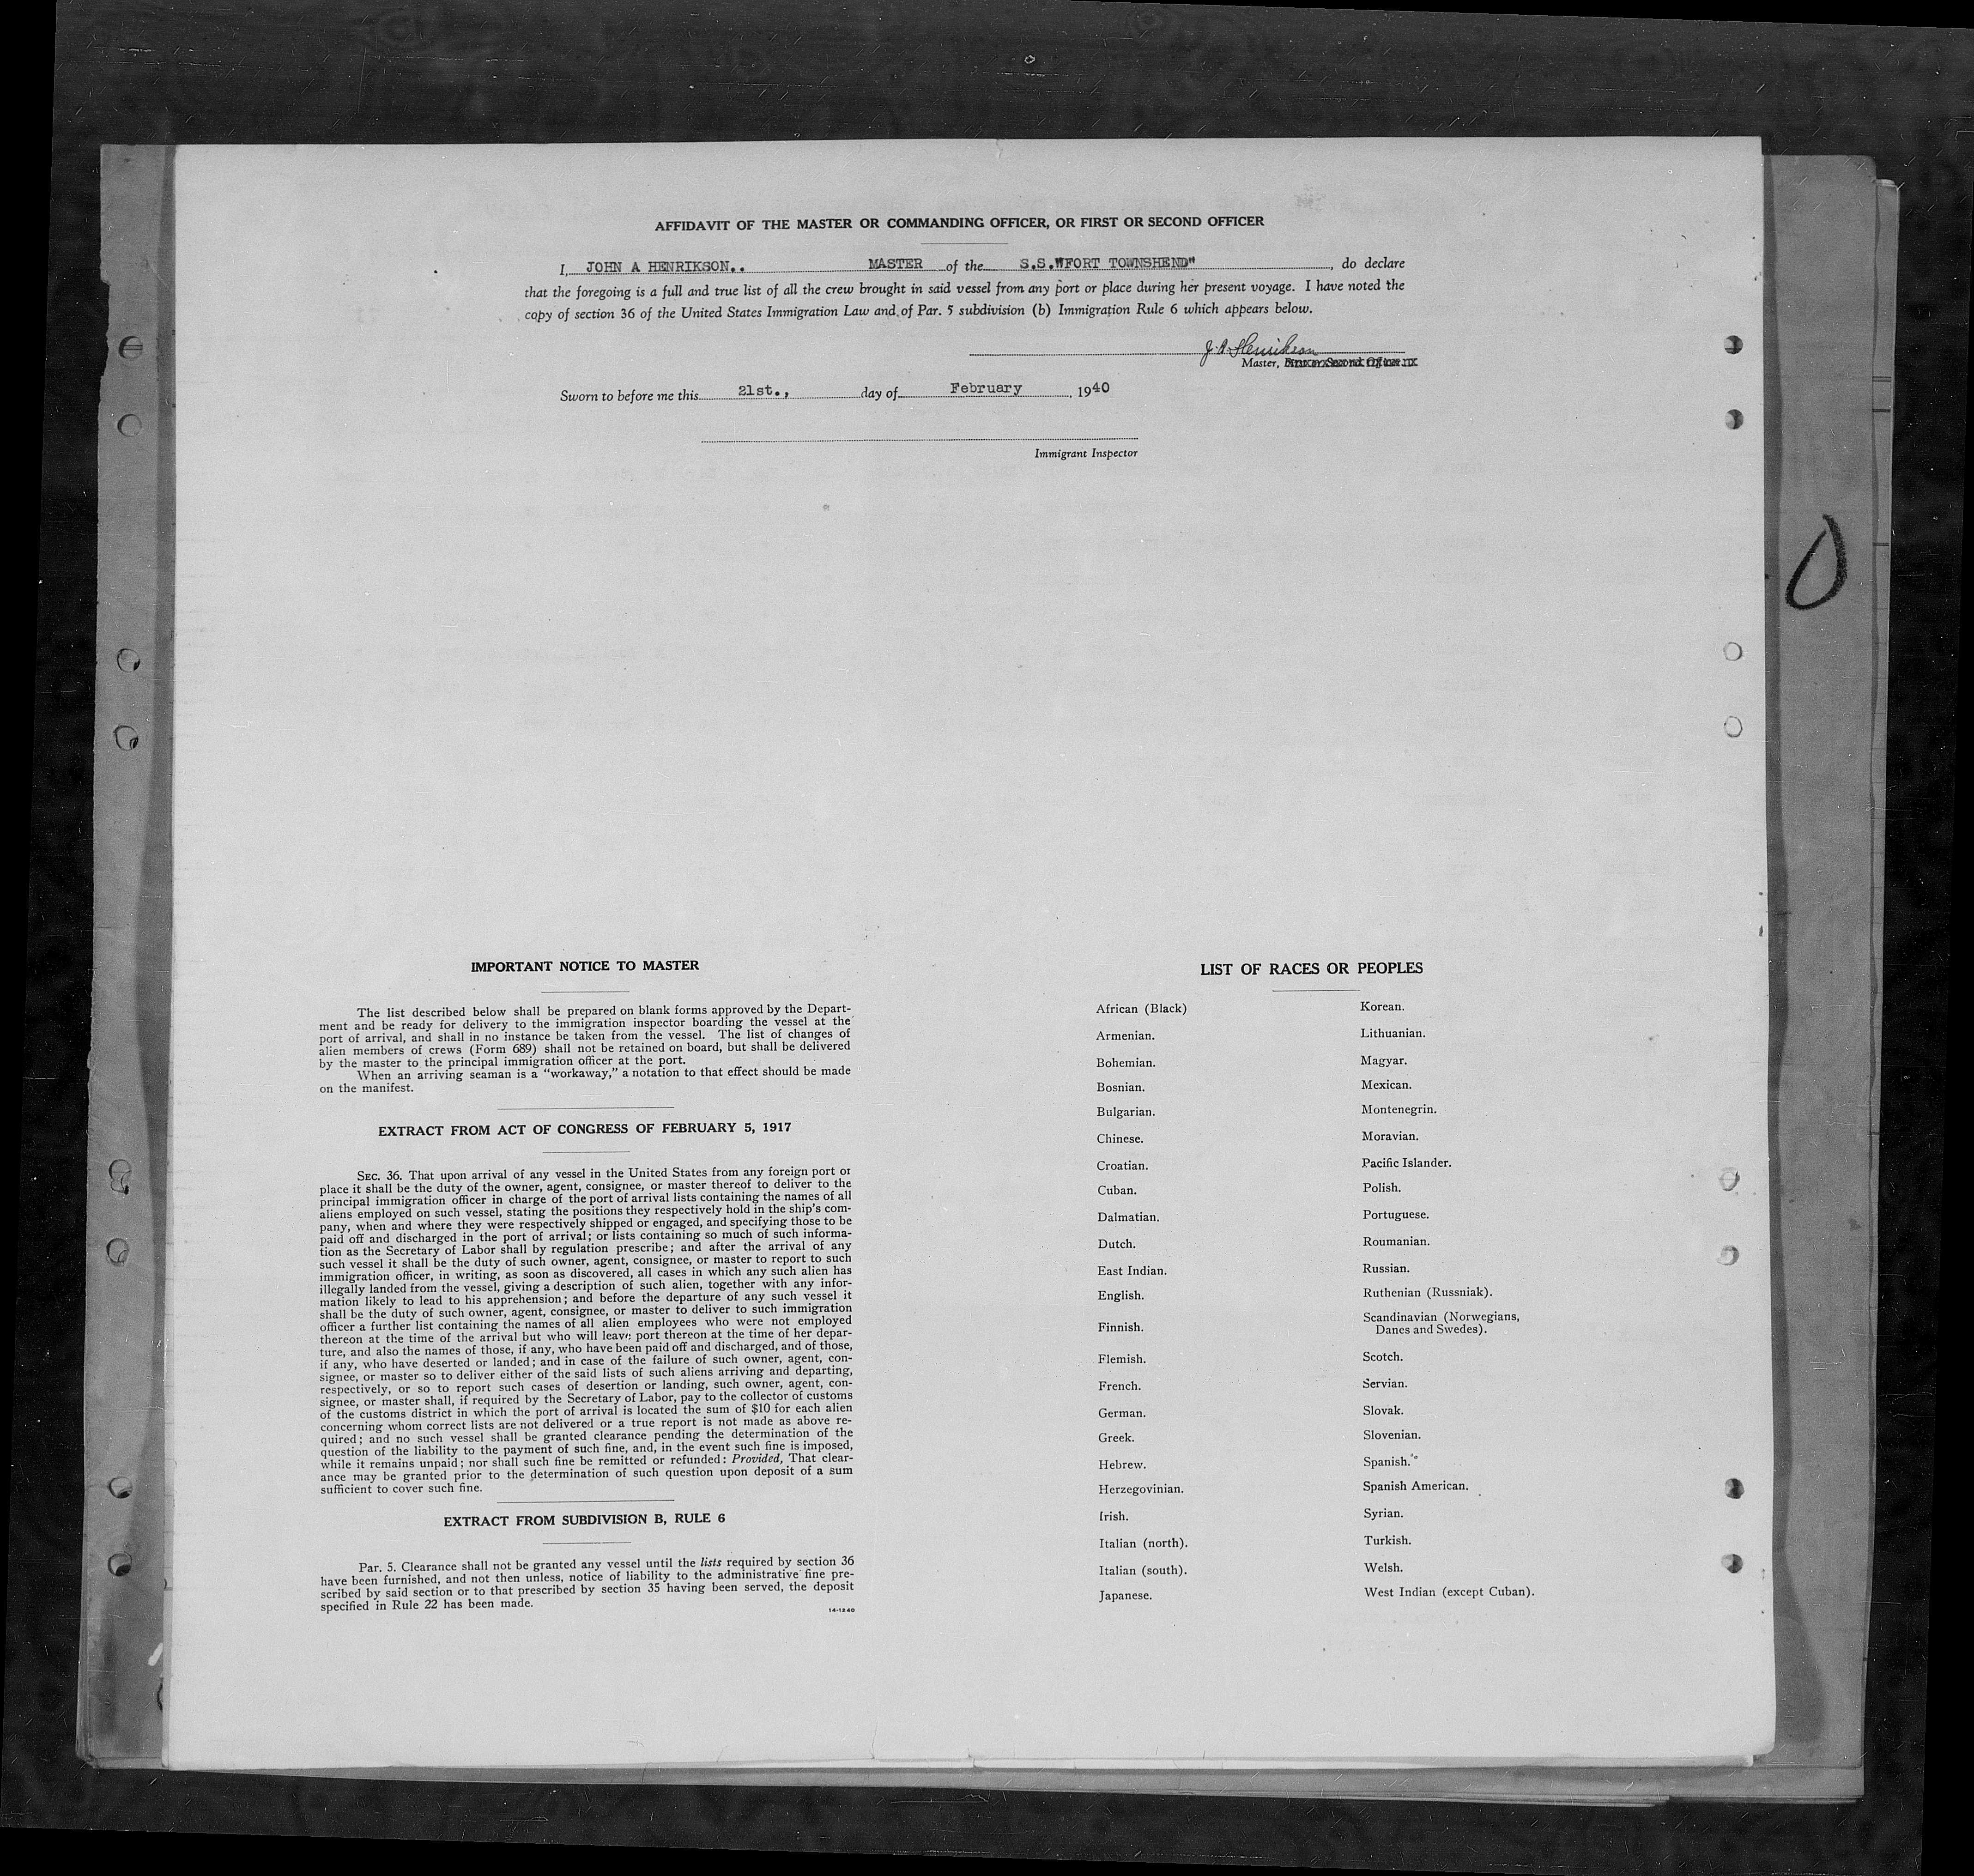 AFFIDAVIT OF THE MASTER OR COMMANDING OFFICER, OR FIRST OR SECOND OFFICER
I, JOHN A HENRIKSON.. MASTER of the S.S."FORT TOWNSHEND", do declare
that the foregoing is a full and true list of all the crew brought in said vessel from any port or place during her present voyage. I have noted the
copy of section 36 of the United States Immigration Law and of Par. 5 subdivision (b) Immigration Rule 6 which appears below.
J. A. Henrikson
Master, First or Second Officer.
Sworn to before me this 21st., day of February, 1940
Immigrant Inspector
IMPORTANT NOTICE TO MASTER
The list described below shall be prepared on blank forms approved by the Depart-
ment and be ready for delivery to the immigration inspector boarding the vessel at the
port of arrival, and shall in no instance be taken from the vessel. The list of changes of
alien members of crews (Form 689) shall not be retained on board, but shall be delivered
by the master to the principal immigration officer at the port.
When an arriving seaman is a "workaway," a notation to that effect should be made
on the manifest.
EXTRACT FROM ACT OF CONGRESS OF FEBRUARY 5, 1917
SEC. 36. That upon arrival of any vessel in the United States from any foreign port or
place it shall be the duty of the owner, agent, consignee, or master thereof to deliver to the
principal immigration officer in charge of the port of arrival lists containing the names of all
aliens employed on such vessel, stating the positions they respectively hold in the ship's com-
pany, when and where they were respectively shipped or engaged, and specifying those to be
paid off and discharged in the port of arrival; or lists containing so much of such informa-
tion as the Secretary of Labor shall by regulation prescribe; and after the arrival of any
such vessel it shall be the duty of such owner, agent, consignee, or master to report to such
immigration officer, in writing, as soon as discovered, all cases in which any such alien has
illegally landed from the vessel, giving a description of such alien, together with any infor-
mation likely to lead to his apprehension; and before the departure of any such vessel it
shall be the duty of such owner, agent, consignee, or master to deliver to such immigration
officer a further list containing the names of all alien employees who were not employed
thereon at the time of the arrival but who will leave port thereon at the time of her depar-
ture, and also the names of those, if any, who have been paid off and discharged, and of those,
if any, who have deserted or landed; and in case of the failure of such owner, agent, con-
signee, or master so to deliver either of the said lists of such aliens arriving and departing,
respectively, or so to report such cases of desertion or landing, such owner, agent, con-
signee, or master shall, if required by the Secretary of Labor, pay to the collector of customs
of the customs district in which the port of arrival is located the sum of $10 for each alien
concerning whom correct lists are not delivered or a true report is not made as above re-
quired; and no such vessel shall be granted clearance pending the determination of the
question of the liability to the payment of such fine, and, in the event such fine is imposed,
while it remains unpaid; nor shall such fine be remitted or refunded: Provided, That clear-
ance may be granted prior to the determination of such question upon deposit of a sum
sufficient to cover such fine.
EXTRACT FROM SUBDIVISION B, RULE 6
Par. 5. Clearance shall not be granted any vessel until the lists required by section 36
have been furnished, and not then unless, notice of liability to the administrative fine pre-
scribed by said section or to that prescribed by section 35 having been served, the deposit
specified in Rule 22 has been made.
14-1240
LIST OF RACES OR PEOPLES
African (Black)
Armenian.
Bohemian.
Bosnian.
Bulgarian.
Chinese.
Croatian.
Cuban.
Dalmatian.
Dutch.
East Indian.
English.
Finnish.
Flemish.
French.
German.
Greek.
Hebrew.
Herzegovinian.
Irish.
Italian (north).
Italian (south).
Japanese.
Korean.
Lithuanian.
Magyar.
Mexican.
Montenegrin.
Moravian.
Pacific Islander.
Polish.
Portuguese.
Roumanian.
Russian.
Ruthenian (Russniak).
Scandinavian (Norwegians,
Danes and Swedes).
Scotch.
Servian.
Slovak.
Slovenian.
Spanish.
Spanish American.
Syrian.
Turkish.
Welsh.
West Indian (except Cuban).
0